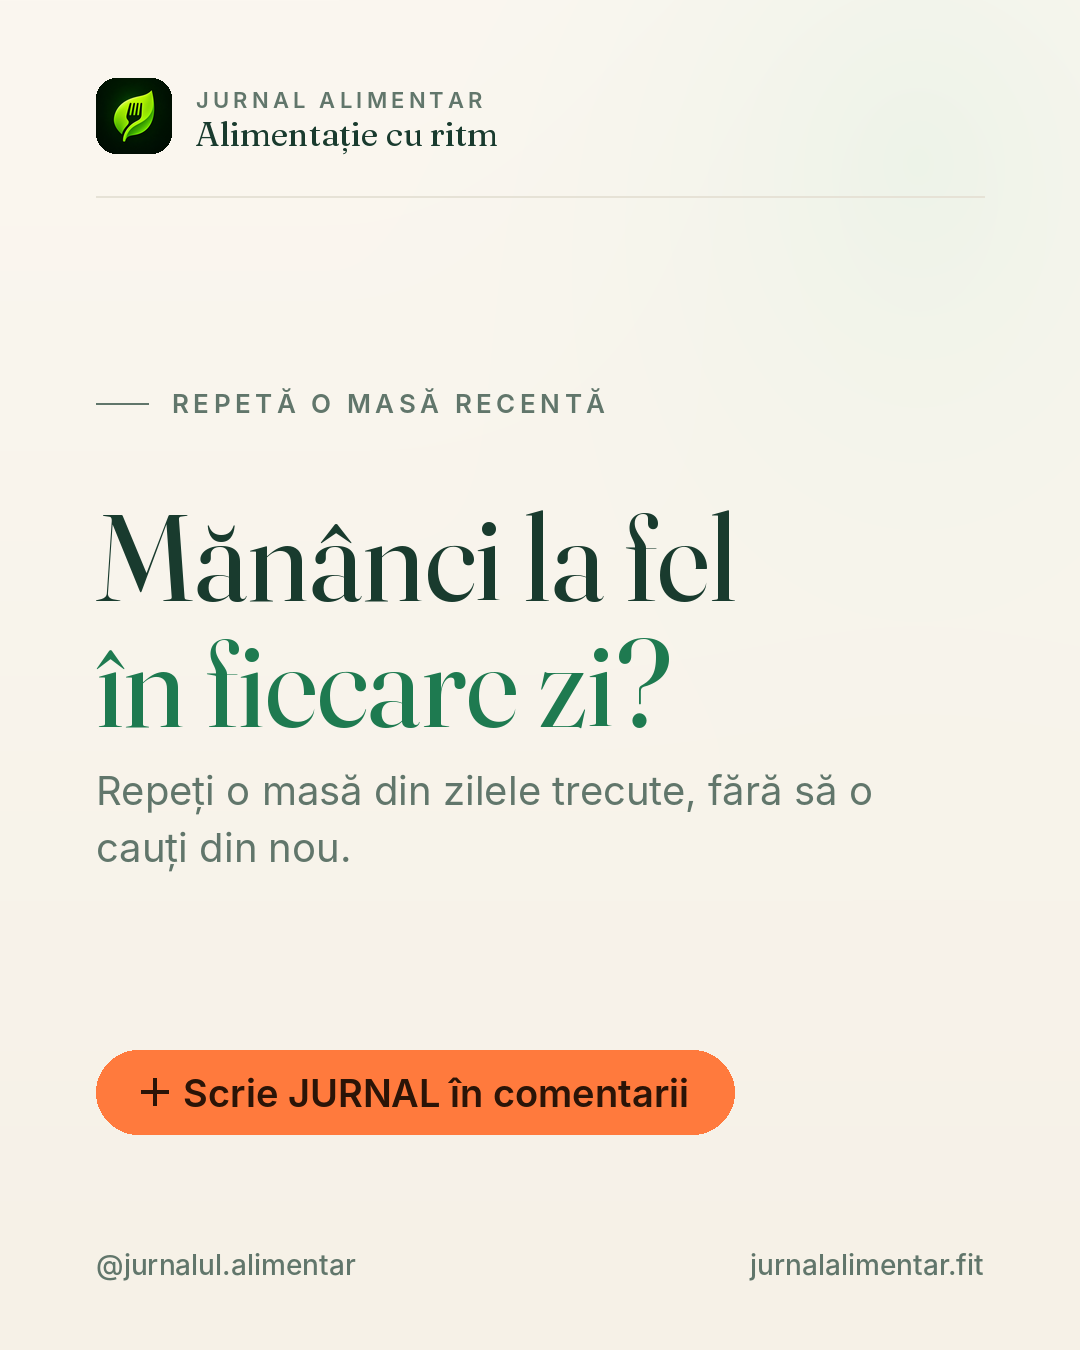 JURNAL ALIMENTAR
Alimentație cu ritm
REPETĂ O MASĂ RECENTĂ
Mănânci la fel
în fiecare zi?
Repeți o masă din zilele trecute, fără să o
cauți din nou.
+ Scrie JURNAL în comentarii
@jurnalul.alimentar
jurnalalimentar.fit